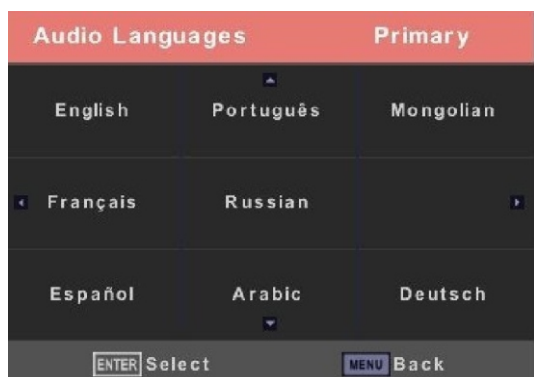 Audio Languages Primary
English Português Mongolian
Français Russian
Español Arabic Deutsch
ENTER Select MENU Back